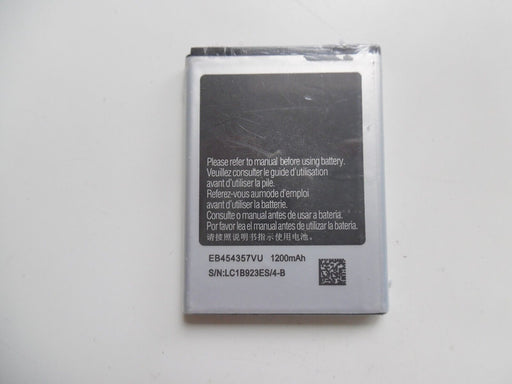 Please refer to manual before using battery.
Veuillez consulter le guide d'utilisation
avant d'utiliser la pile.
Referez-vous aumode d'emploi
avant d'utiliser la batterie.
Consulte o manual antes de usar a bateria.
Por favor lea el manual antes de utilizar la bateria.
请按照说明书指示使用电池。
EB454357VU 1200mAh
S/N:LC1B923ES/4-B